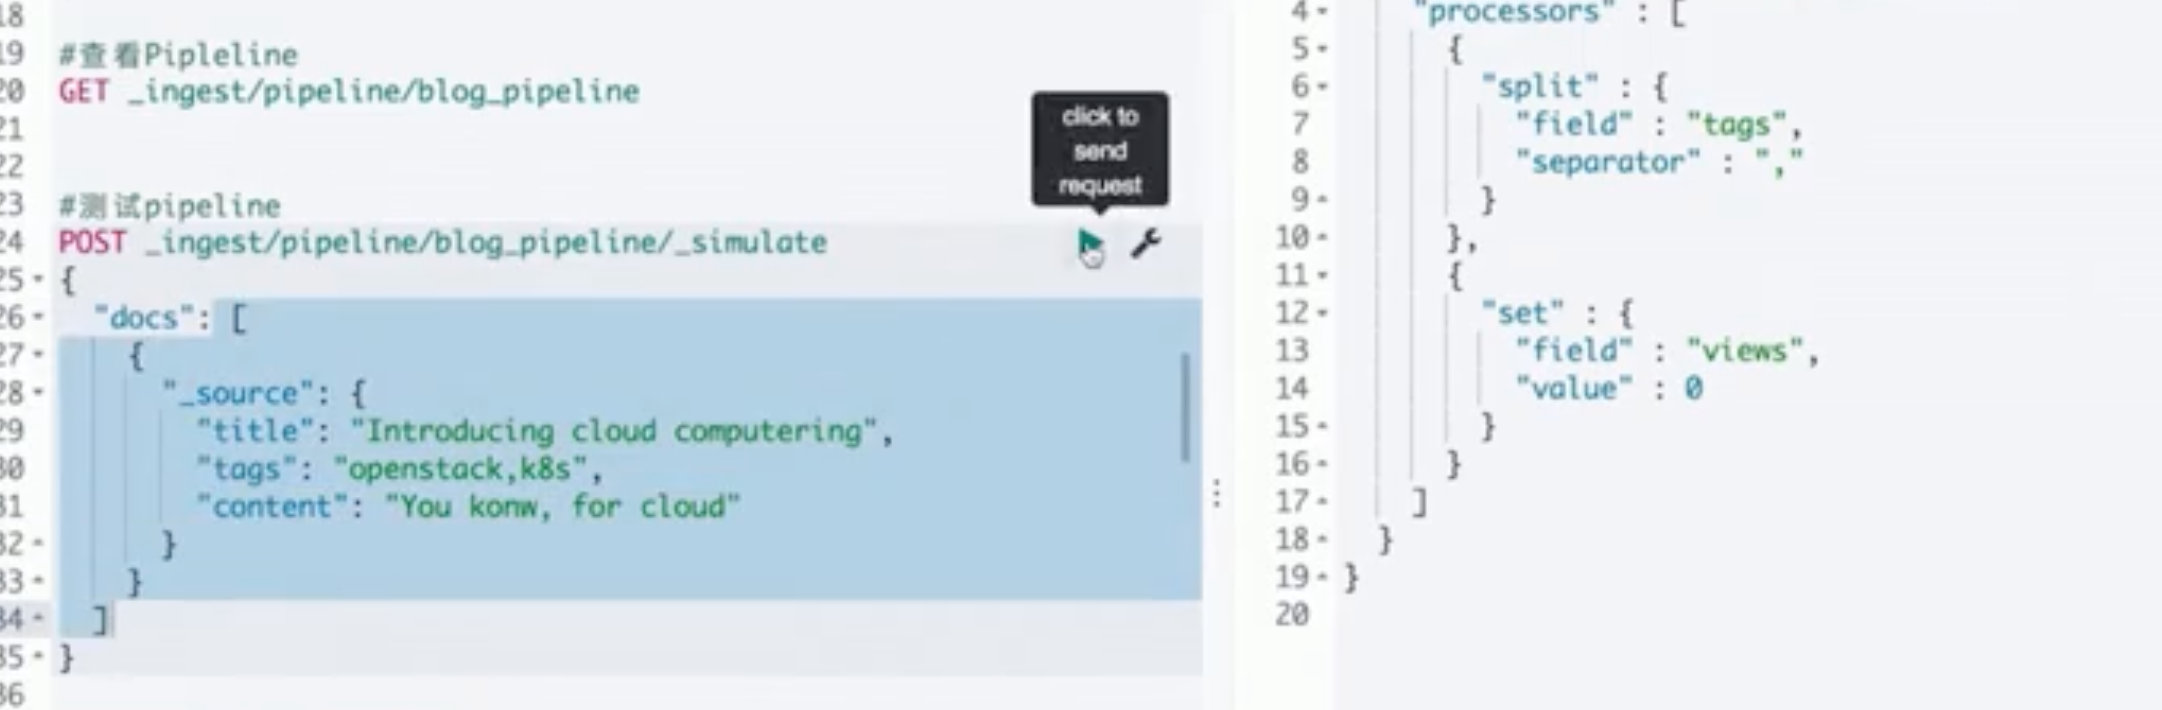 18
19 #查看Pipleline
20 GET _ingest/pipeline/blog_pipeline
21
22
23 #测试pipeline
24 POST _ingest/pipeline/blog_pipeline/_simulate
25 {
26 "docs": [
27 {
28 "_source": {
29 "title": "Introducing cloud computering",
30 "tags": "openstack,k8s",
31 "content": "You konw, for cloud"
32 }
33 }
34 ]
35 }
36
click to
send
request
4 "processors" : [
5 {
6 "split" : {
7 "field" : "tags",
8 "separator" : ","
9 }
10 },
11 {
12 "set" : {
13 "field" : "views",
14 "value" : 0
15 }
16 }
17 ]
18 }
19 }
20